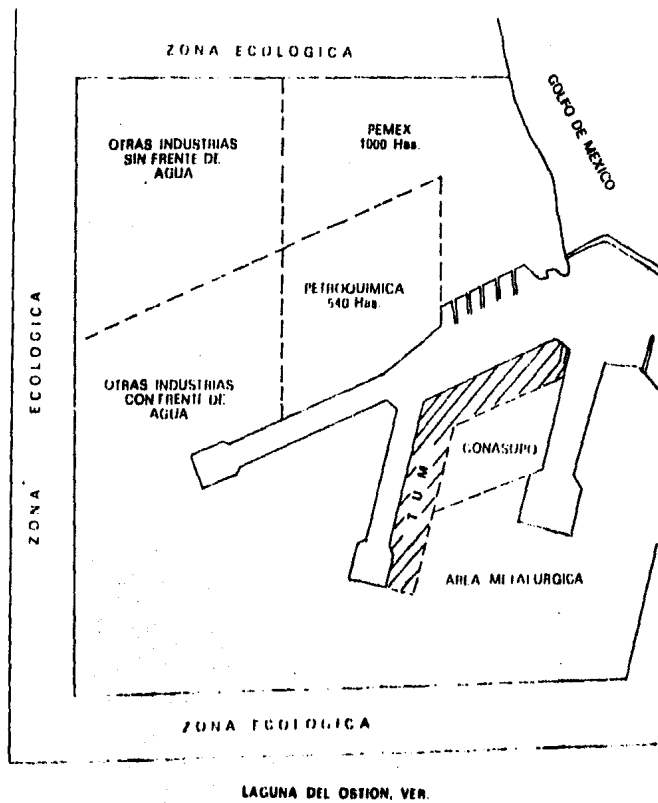 ZONA ECOLOGICA
GOLFO DE MEXICO
OTRAS INDUSTRIAS
SIN FRENTE DE
AGUA
PEMEX
1000 Has.
PETROQUIMICA
540 Has.
ZONA ECOLOGICA
OTRAS INDUSTRIAS
CON FRENTE DE
AGUA
CONASUPO
TUM
AREA METALURGICA
ZONA ECOLOGICA
LAGUNA DEL OSTION, VER.